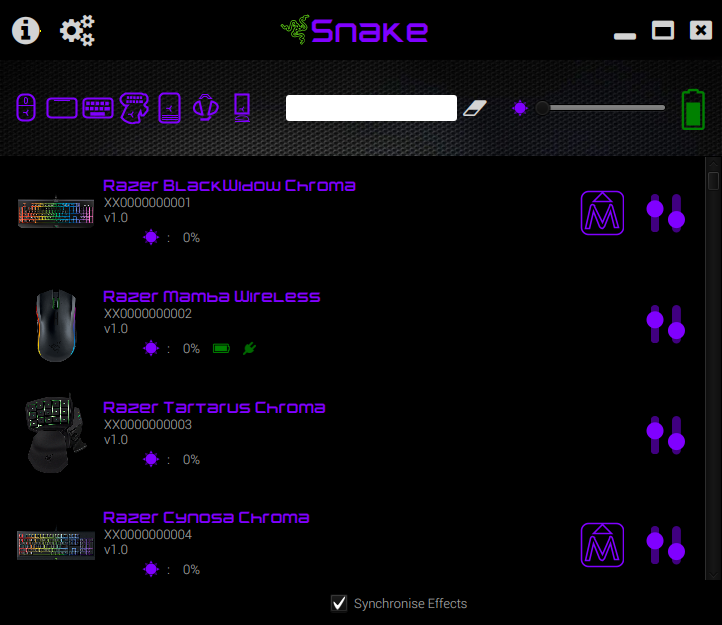 Snake
Razer BlackWidow Chroma
XX0000000001
v1.0
: 0%
Razer Mamba Wireless
XX0000000002
v1.0
: 0%
Razer Tartarus Chroma
XX0000000003
v1.0
: 0%
Razer Cynosa Chroma
XX0000000004
v1.0
: 0%
Synchronise Effects